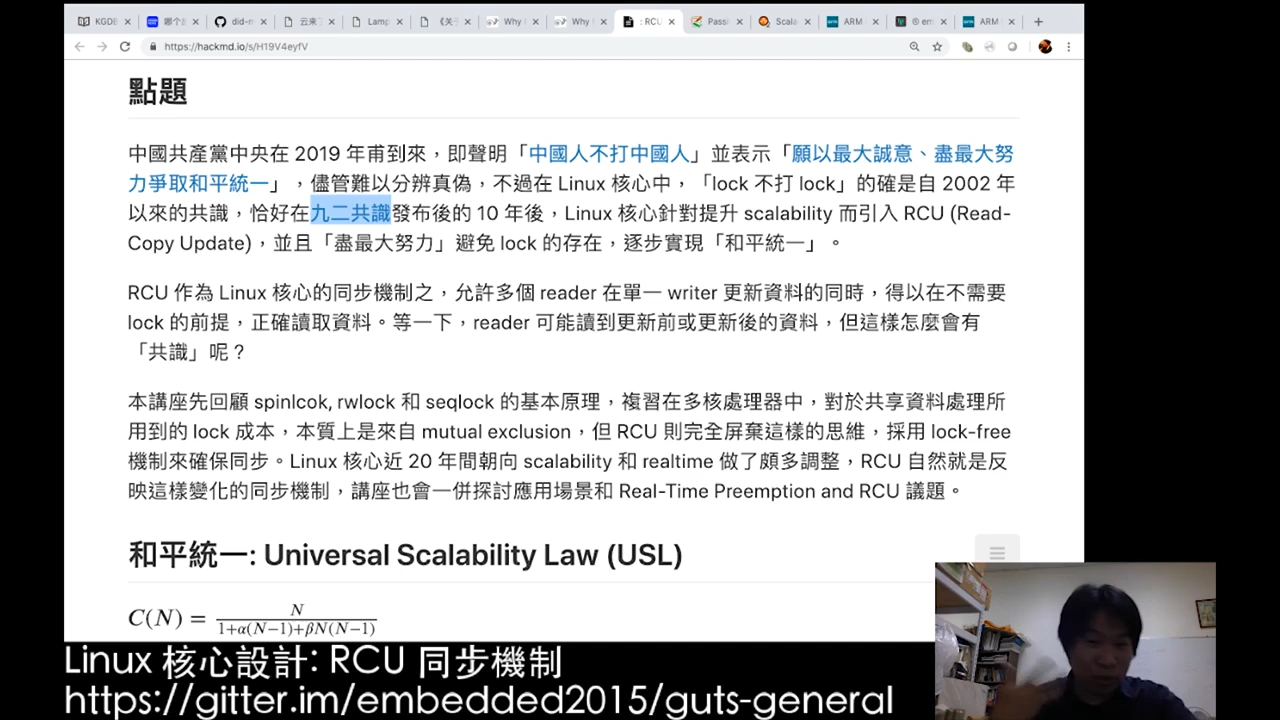 KGDB
哪个
did-n
云来
Lamp
《关于
Why
Why
: RCU
Passi
Scala
ARM
® em
ARM
https://hackmd.io/s/H19V4eyfV
點題
中國共產黨中央在 2019 年甫到來，即聲明「中國人不打中國人」並表示「願以最大誠意、盡最大努
力爭取和平統一」，儘管難以分辨真偽，不過在 Linux 核心中，「lock 不打 lock」的確是自 2002 年
以來的共識，恰好在九二共識發布後的 10 年後，Linux 核心針對提升 scalability 而引入 RCU (Read-
Copy Update)，並且「盡最大努力」避免 lock 的存在，逐步實現「和平統一」。
RCU 作為 Linux 核心的同步機制之，允許多個 reader 在單一 writer 更新資料的同時，得以在不需要
lock 的前提，正確讀取資料。等一下，reader 可能讀到更新前或更新後的資料，但這樣怎麼會有
「共識」呢？
本講座先回顧 spinlcok, rwlock 和 seqlock 的基本原理，複習在多核處理器中，對於共享資料處理所
用到的 lock 成本，本質上是來自 mutual exclusion，但 RCU 則完全屏棄這樣的思維，採用 lock-free
機制來確保同步。Linux 核心近 20 年間朝向 scalability 和 realtime 做了頗多調整，RCU 自然就是反
映這樣變化的同步機制，講座也會一併探討應用場景和 Real-Time Preemption and RCU 議題。
和平統一: Universal Scalability Law (USL)
C(N) = N / 1+α(N−1)+βN(N−1)
Linux 核心設計: RCU 同步機制
https://gitter.im/embedded2015/guts-general